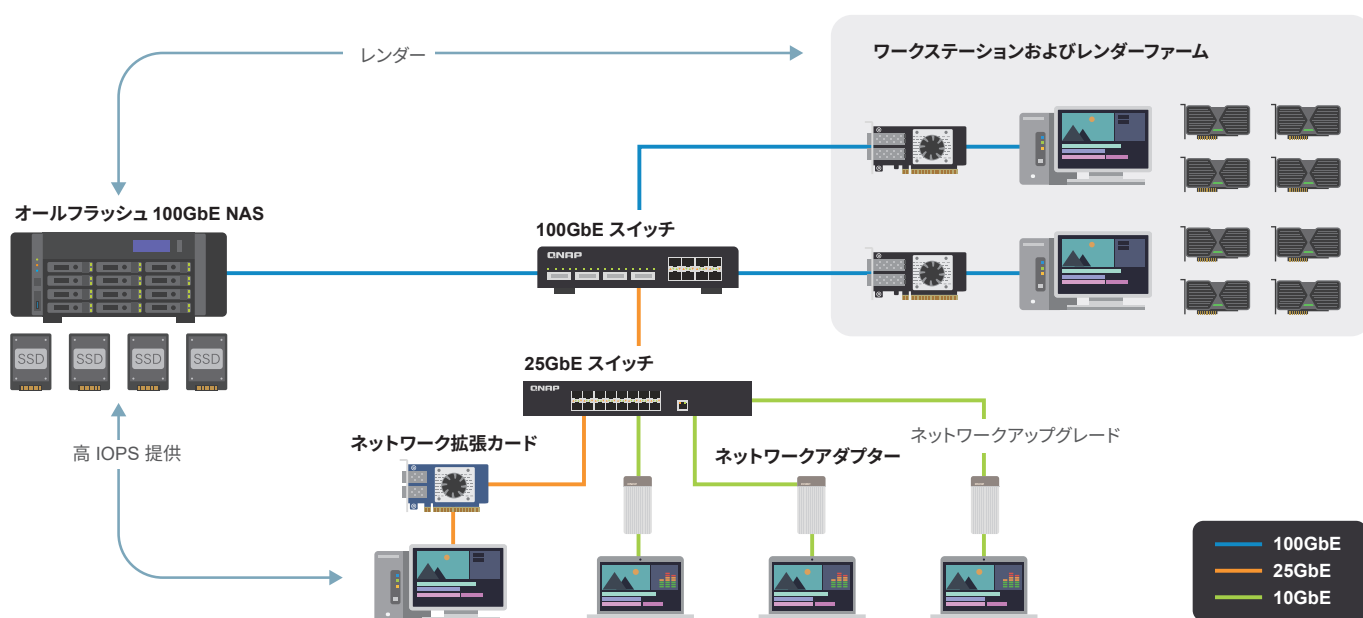 レンダー
ワークステーションおよびレンダーファーム
オールフラッシュ 100GbE NAS
100GbE スイッチ
QNAP
SSD
SSD
SSD
SSD
25GbE スイッチ
QNAP
高 IOPS 提供
ネットワーク拡張カード
ネットワークアダプター
ネットワークアップグレード
100GbE
25GbE
10GbE